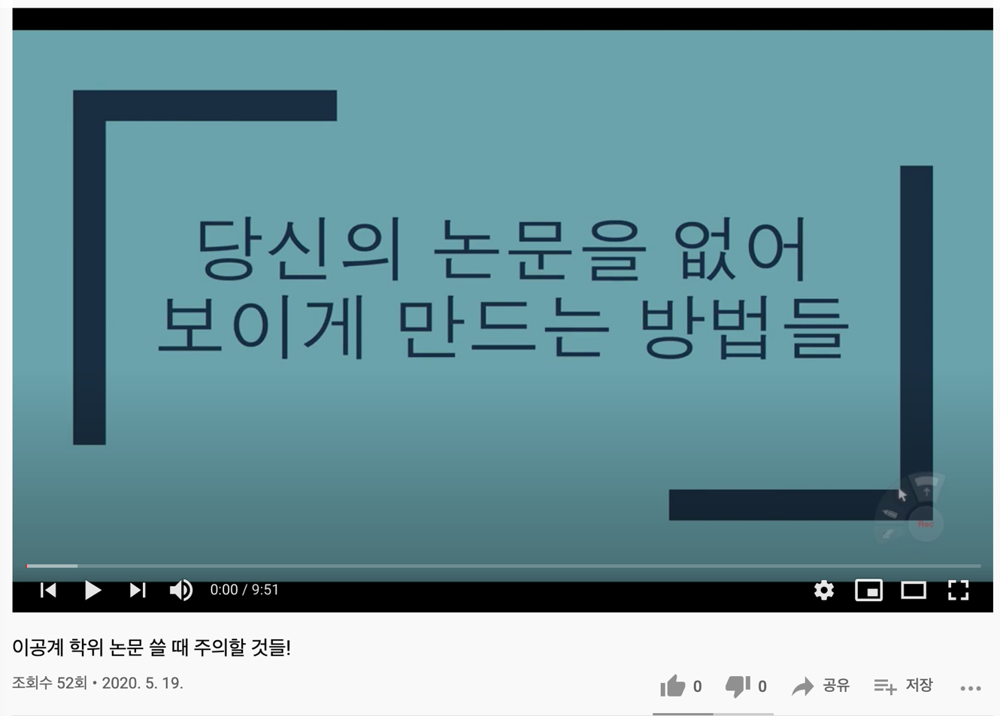 당신의 논문을 없어
보이게 만드는 방법들
Rec
0:00 / 9:51
이공계 학위 논문 쓸 때 주의할 것들!
조회수 52회 • 2020. 5. 19.
0
0
공유
저장